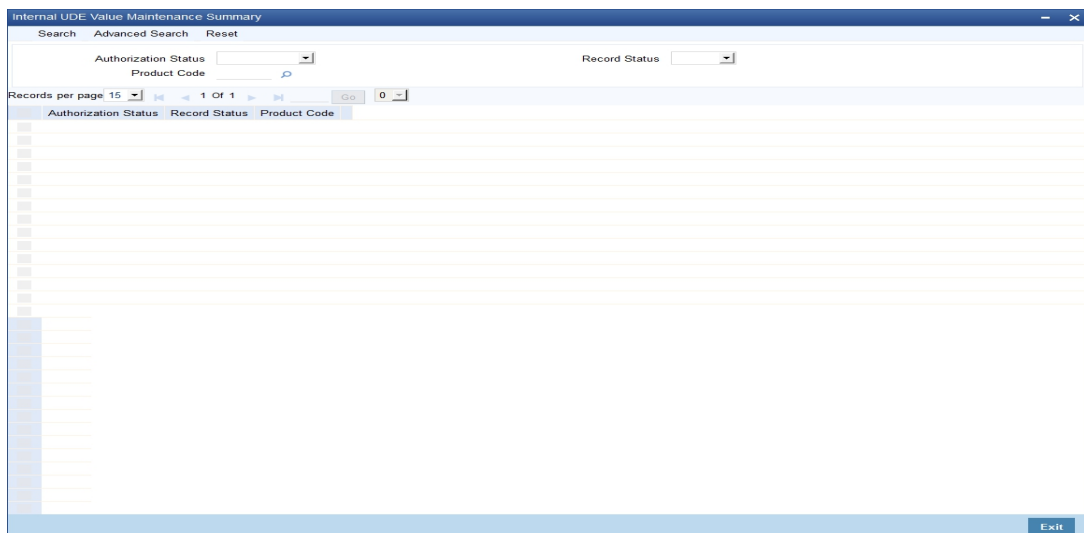 Internal UDE Value Maintenance Summary
Search Advanced Search Reset
Authorization Status Record Status
Product Code
Records per page 15 1 Of 1 Go 0
Authorization Status Record Status Product Code
Exit